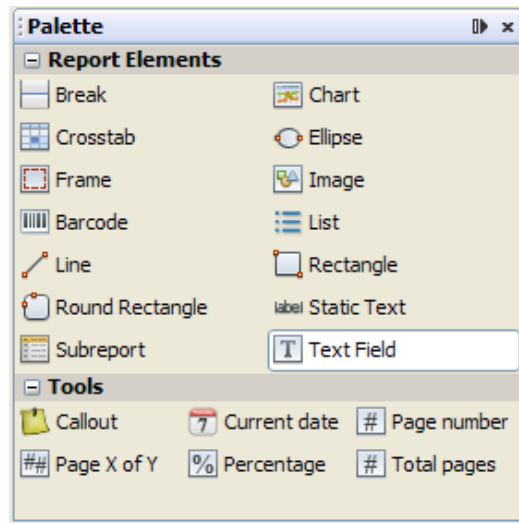 Palette
Report Elements
Break Chart
Crosstab Ellipse
Frame Image
Barcode List
Line Rectangle
Round Rectangle label Static Text
Subreport T Text Field
Tools
Callout 7 Current date # Page number
## Page X of Y % Percentage # Total pages